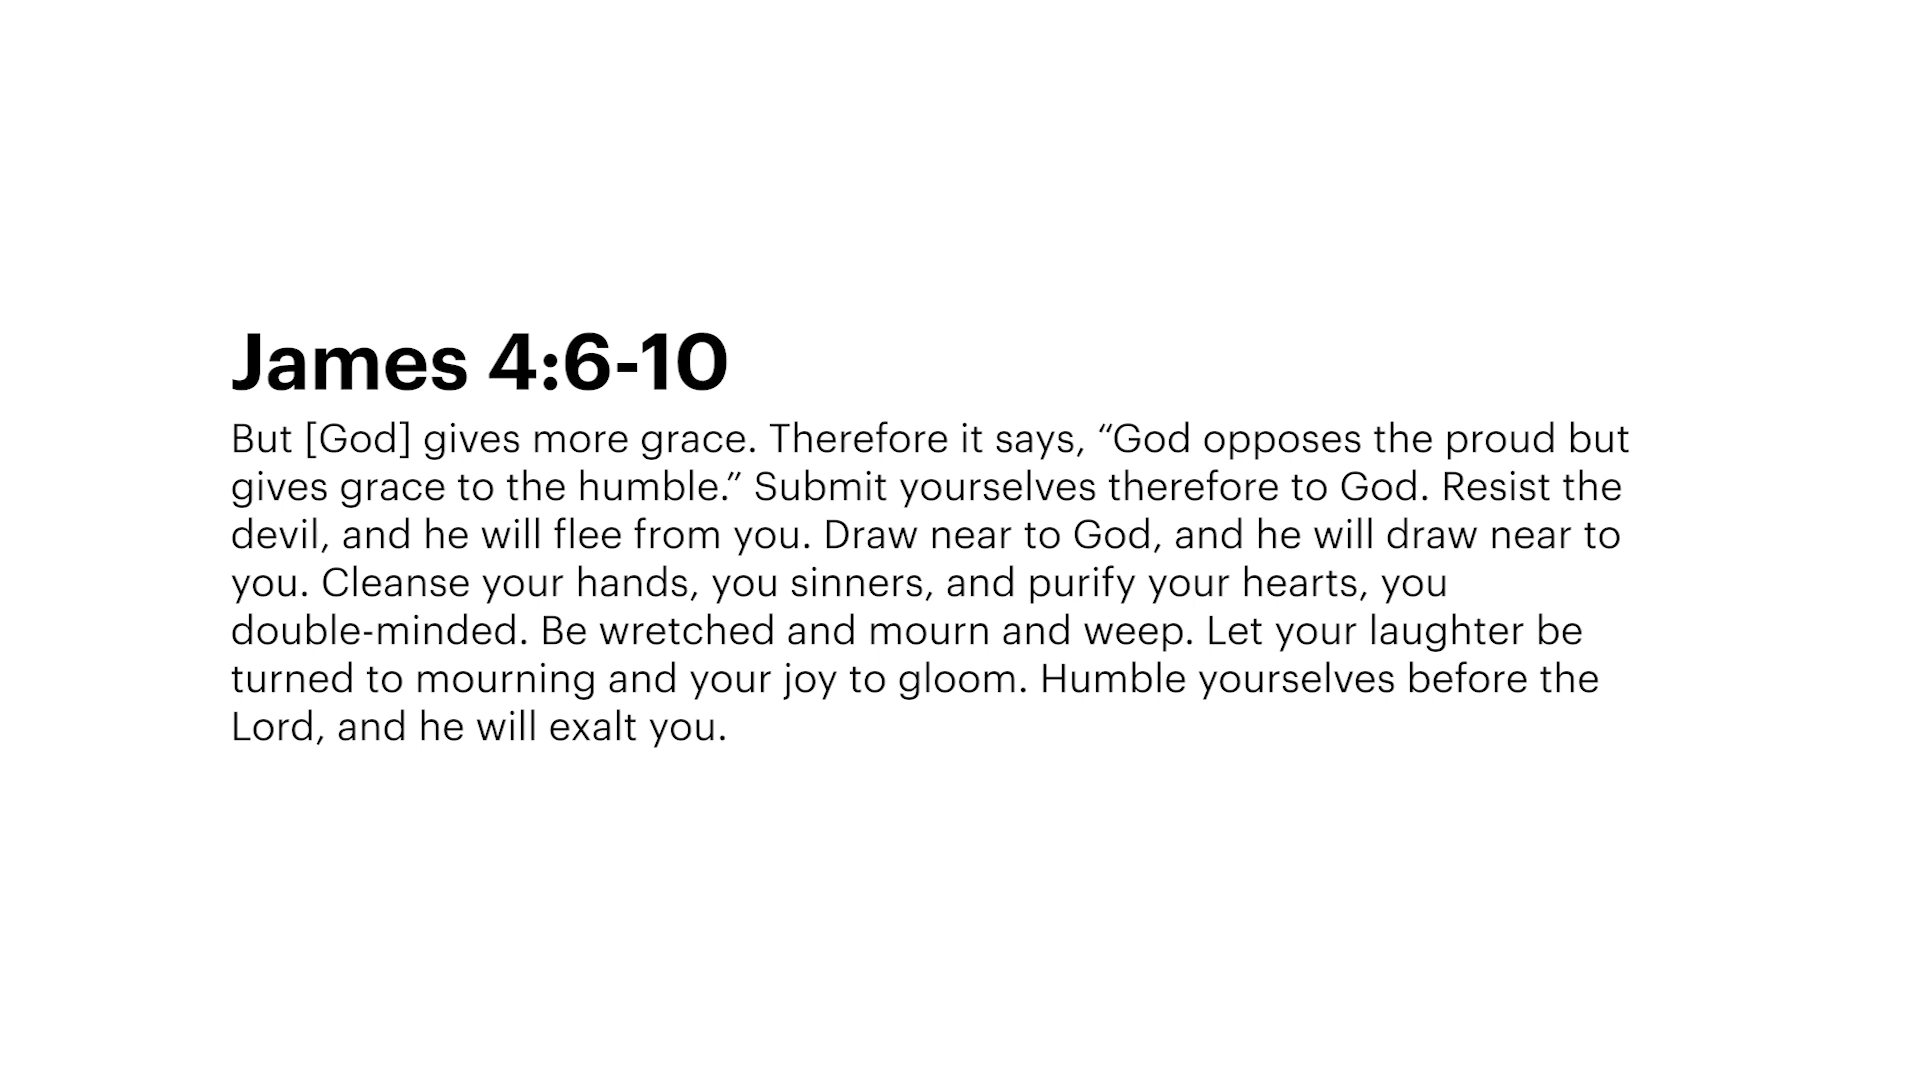 James 4:6-10
But [God] gives more grace. Therefore it says, “God opposes the proud but
gives grace to the humble.” Submit yourselves therefore to God. Resist the
devil, and he will flee from you. Draw near to God, and he will draw near to
you. Cleanse your hands, you sinners, and purify your hearts, you
double-minded. Be wretched and mourn and weep. Let your laughter be
turned to mourning and your joy to gloom. Humble yourselves before the
Lord, and he will exalt you.